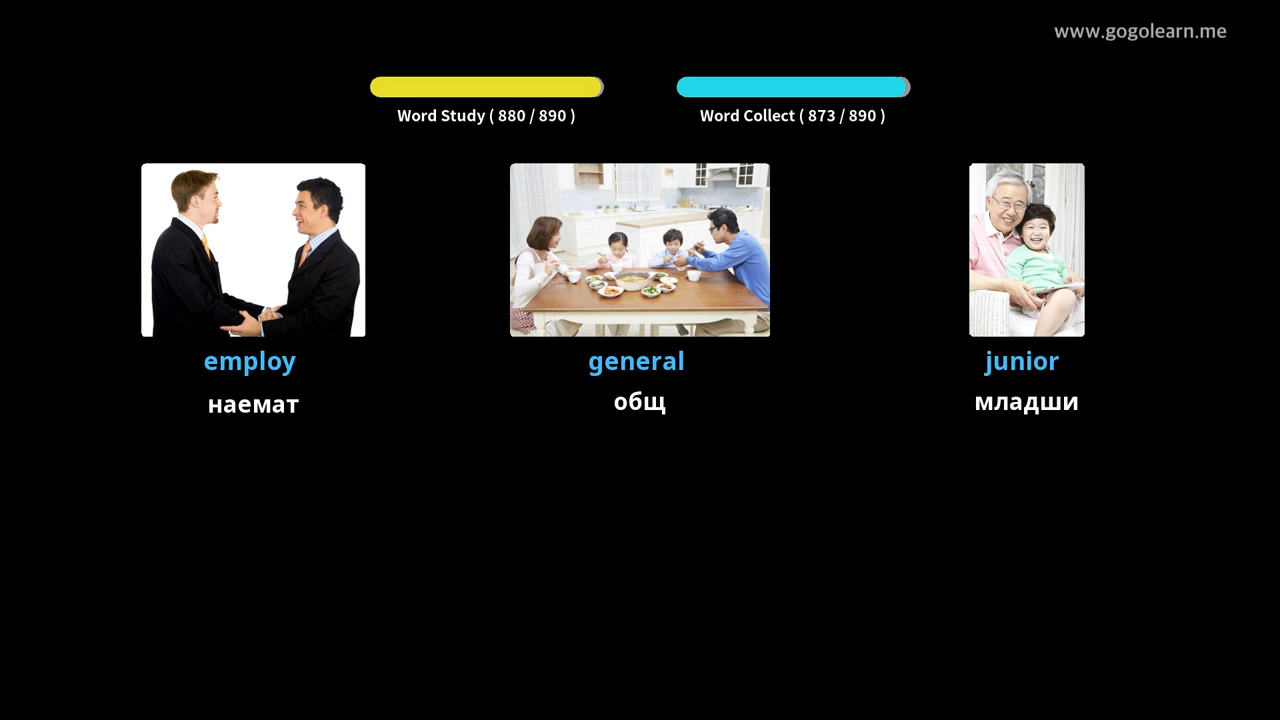 www.gogolearn.me
Word Study ( 880 / 890 )
Word Collect ( 873 / 890 )
employ
general
junior
наемат
общ
младши